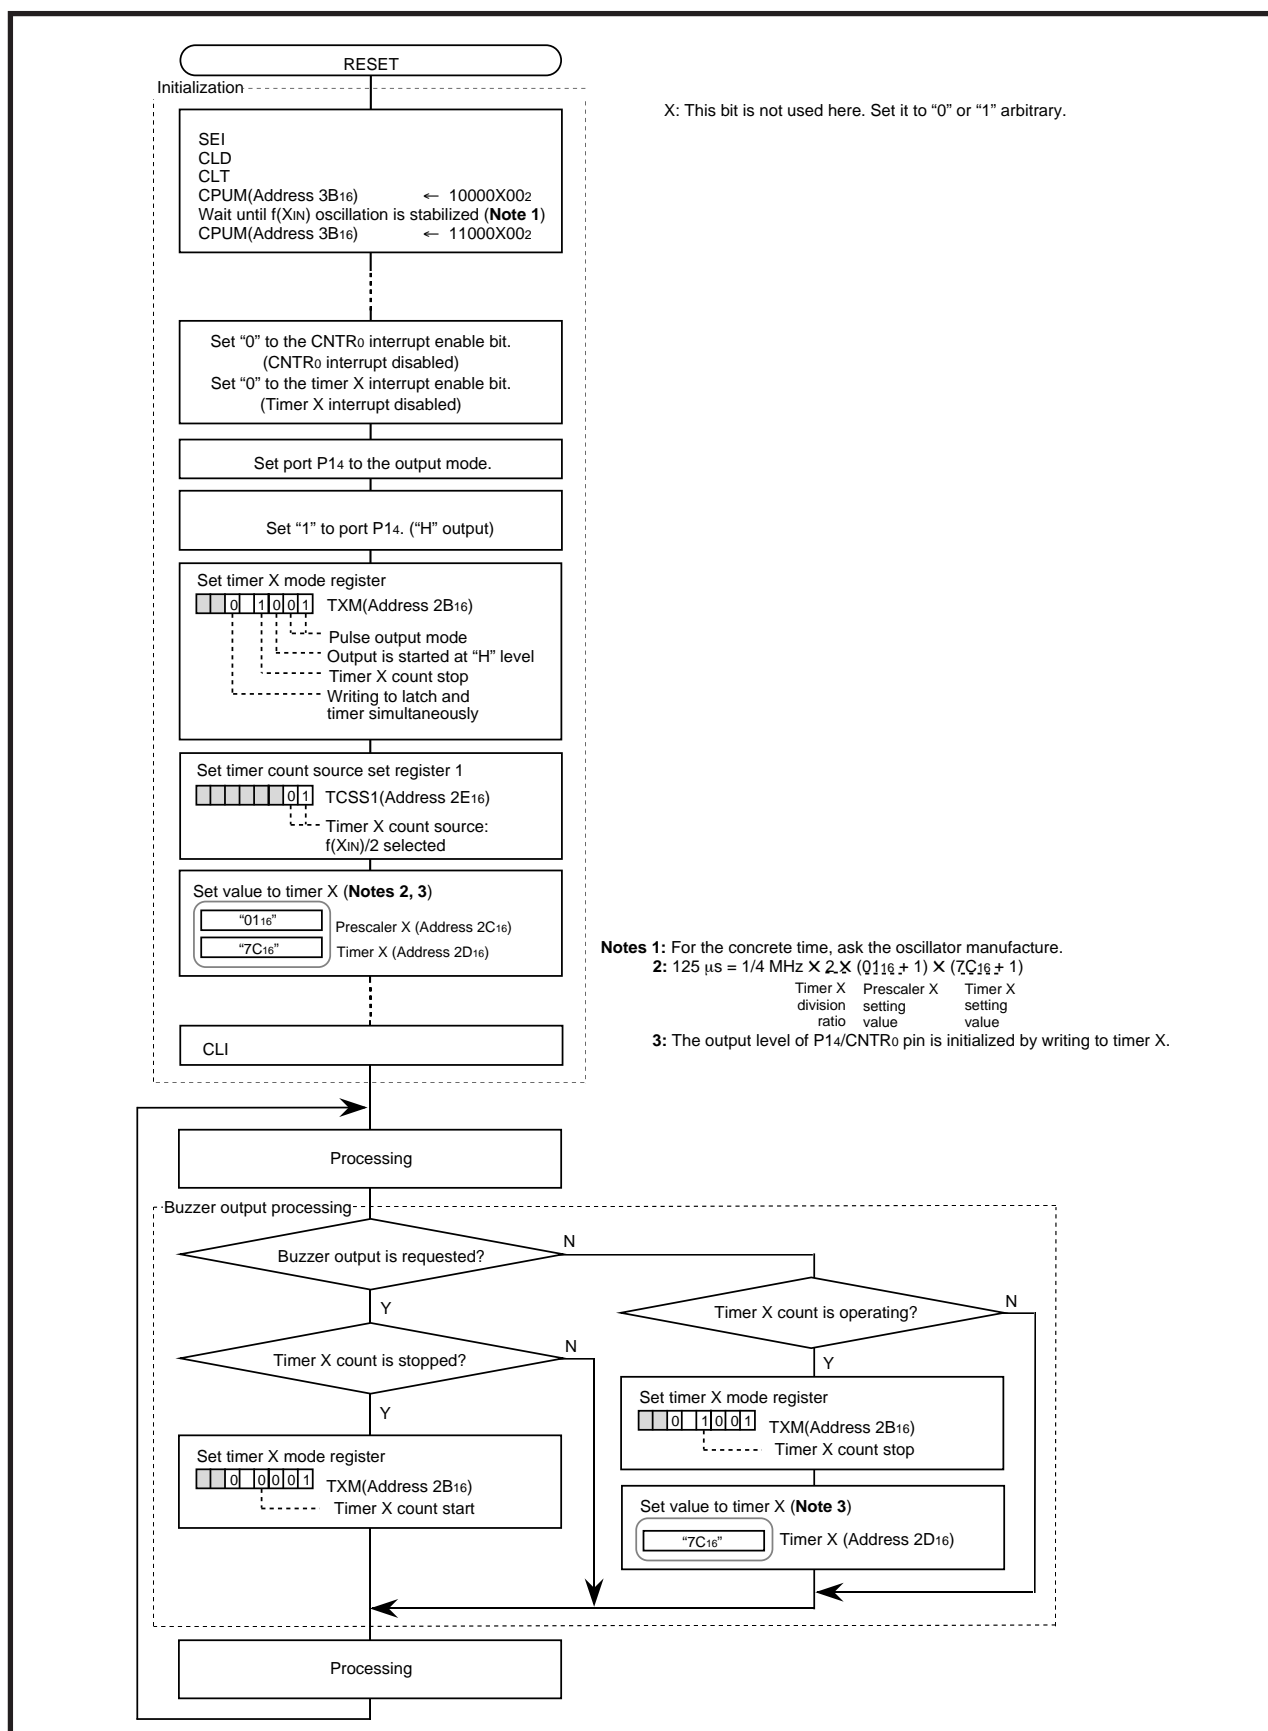 RESET
Initialization
X: This bit is not used here. Set it to “0” or “1” arbitrary.
SEI
CLD
CLT
CPUM(Address 3B16) ← 10000X002
Wait until f(XIN) oscillation is stabilized (Note 1)
CPUM(Address 3B16) ← 11000X002
Set “0” to the CNTR0 interrupt enable bit.
(CNTR0 interrupt disabled)
Set “0” to the timer X interrupt enable bit.
(Timer X interrupt disabled)
Set port P14 to the output mode.
Set “1” to port P14. (“H” output)
Set timer X mode register
0 1 0 0 1 TXM(Address 2B16)
Pulse output mode
Output is started at “H” level
Timer X count stop
Writing to latch and
timer simultaneously
Set timer count source set register 1
0 1 TCSS1(Address 2E16)
Timer X count source:
f(XIN)/2 selected
Set value to timer X (Notes 2, 3)
“0116” Prescaler X (Address 2C16)
“7C16” Timer X (Address 2D16)
Notes 1: For the concrete time, ask the oscillator manufacture.
2: 125 μs = 1/4 MHz × 2 × (0116 + 1) × (7C16 + 1)
Timer X Prescaler X Timer X
division setting setting
ratio value value
3: The output level of P14/CNTR0 pin is initialized by writing to timer X.
CLI
Processing
Buzzer output processing
Buzzer output is requested?
N
Y
Timer X count is operating?
N
Y
Timer X count is stopped?
N
Y
Set timer X mode register
0 1 0 0 1 TXM(Address 2B16)
Timer X count stop
Set timer X mode register
0 0 0 0 1 TXM(Address 2B16)
Timer X count start
Set value to timer X (Note 3)
“7C16” Timer X (Address 2D16)
Processing